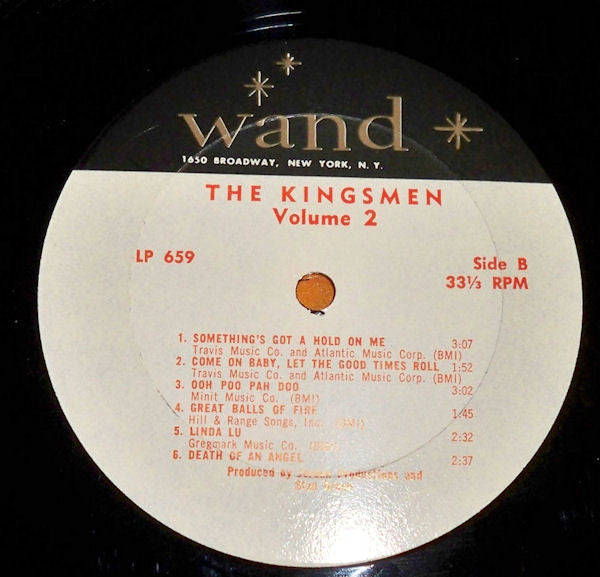 wand
1650 BROADWAY, NEW YORK, N. Y.
THE KINGSMEN
Volume 2
LP 659
Side B
33⅓ RPM
1. SOMETHING'S GOT A HOLD ON ME 3:07
Travis Music Co. and Atlantic Music Corp. (BMI)
2. COME ON BABY, LET THE GOOD TIMES ROLL 1:52
Travis Music Co. and Atlantic Music Corp. (BMI)
3. OOH POO PAH DOO 3:02
Minit Music Co. (BMI)
4. GREAT BALLS OF FIRE 1:45
Hill & Range Songs, Inc. (BMI)
5. LINDA LU 2:32
Gregmark Music Co. (BMI)
6. DEATH OF AN ANGEL 2:37
Produced by Productions and